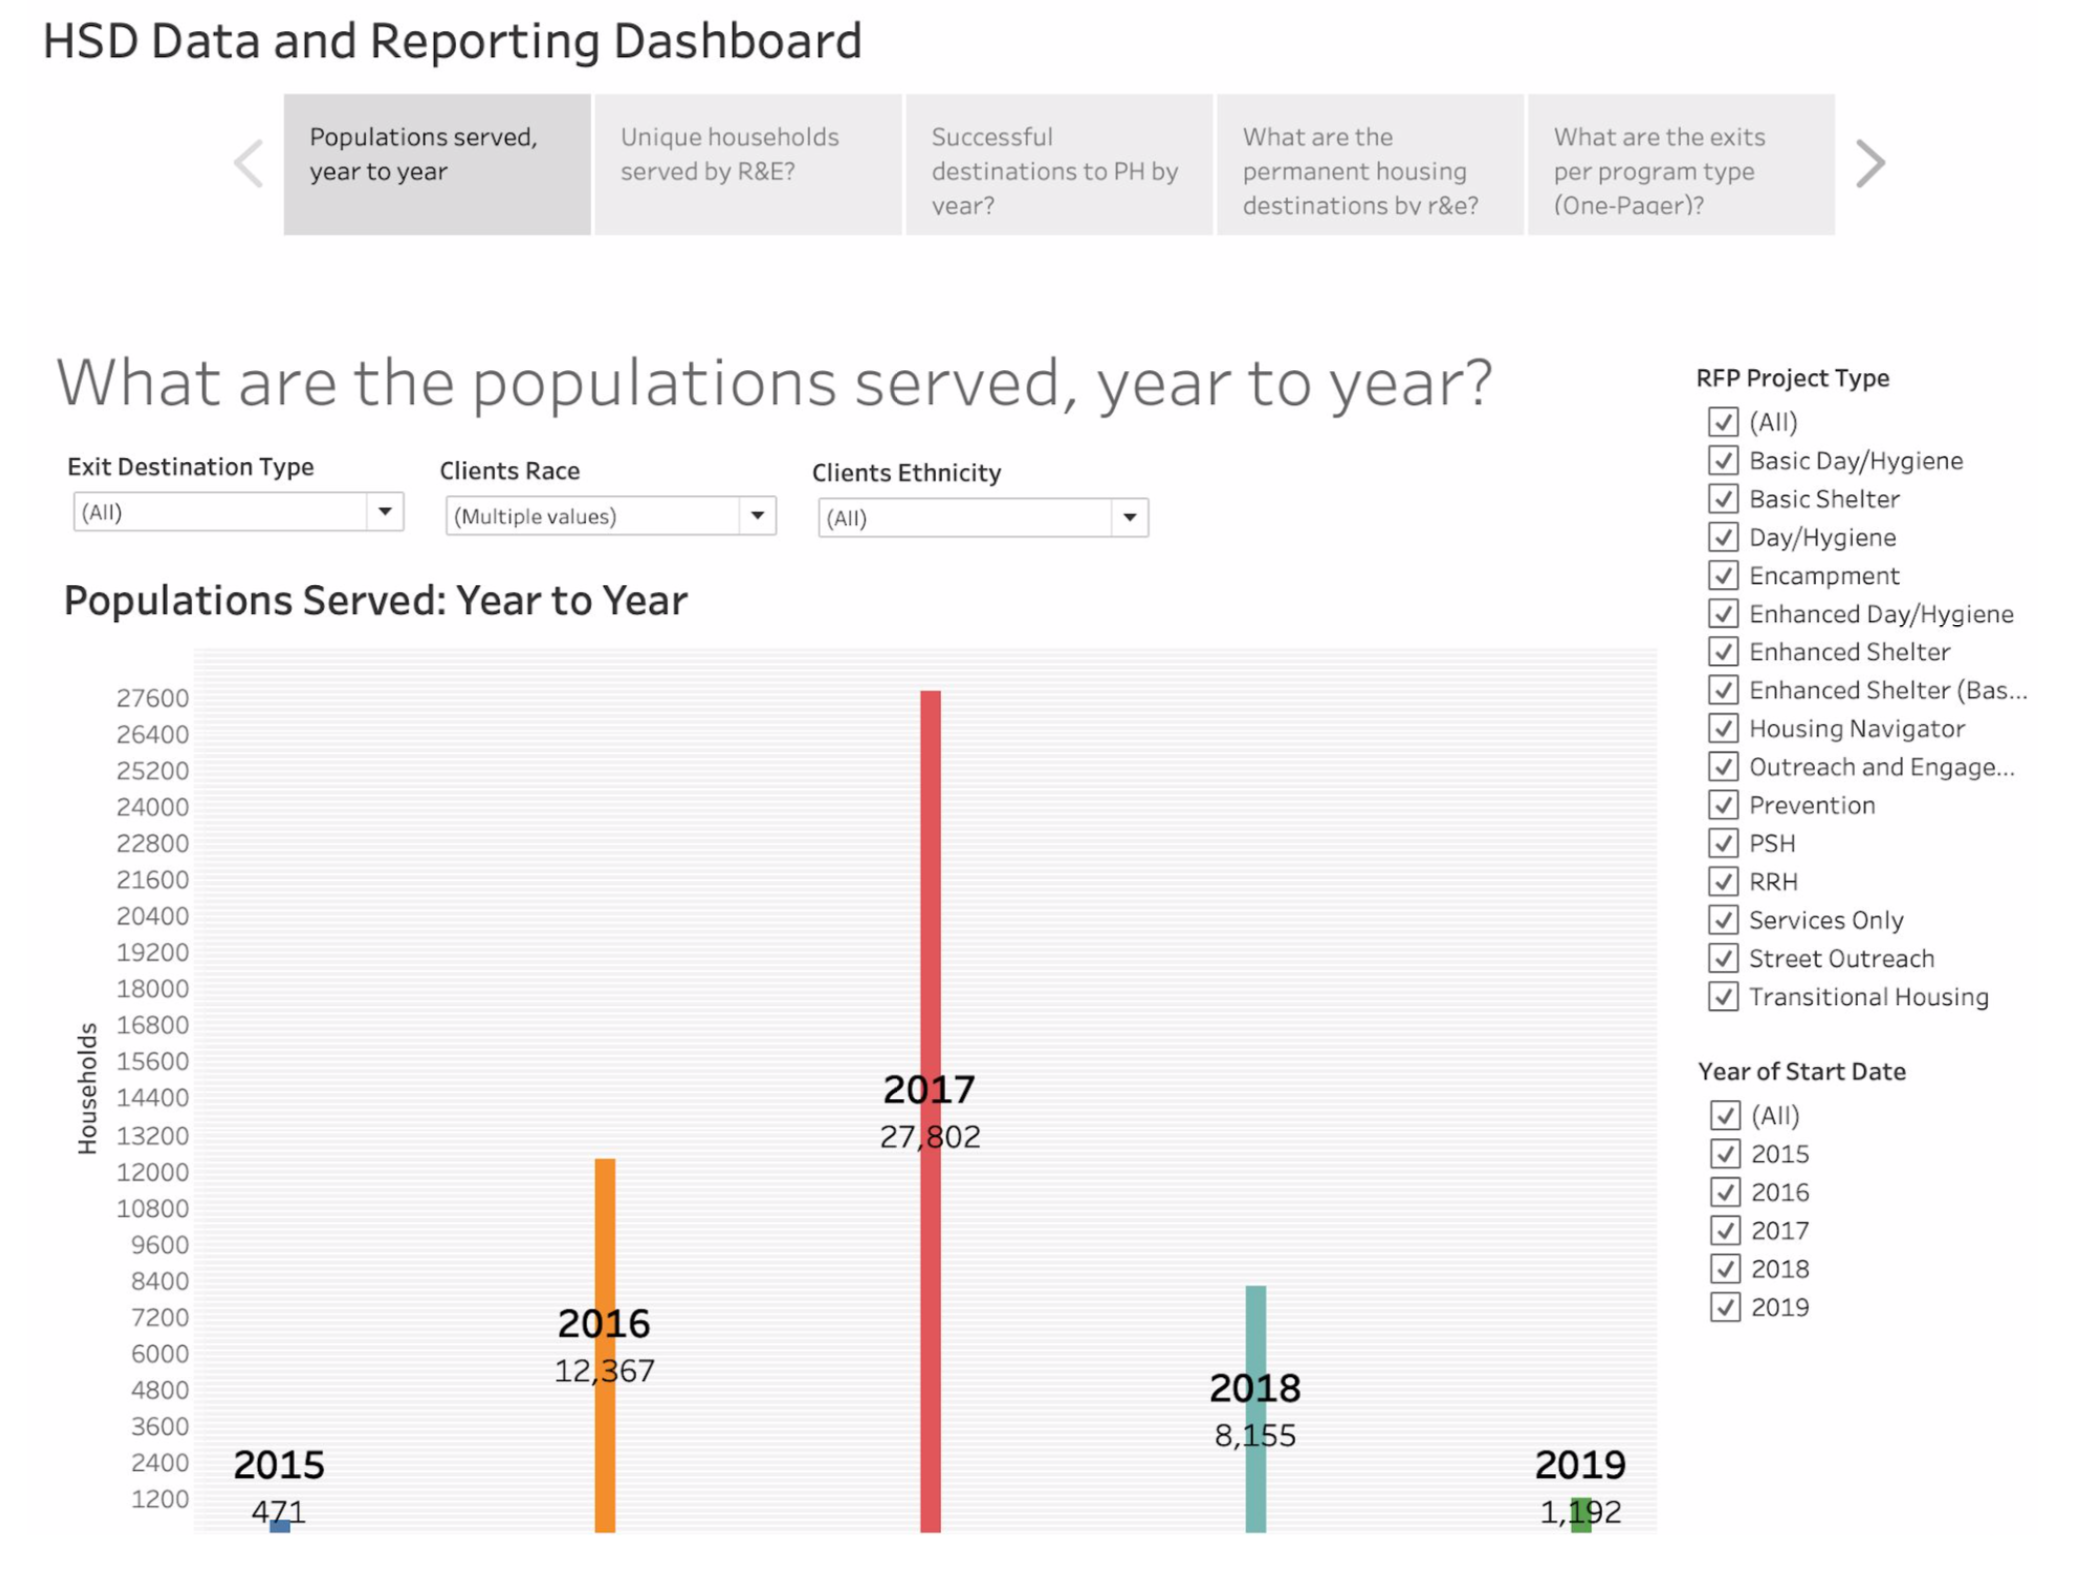 HSD Data and Reporting Dashboard
Populations served,
year to year
Unique households
served by R&E?
Successful
destinations to PH by
year?
What are the
permanent housing
destinations by r&e?
What are the exits
per program type
(One-Pager)?
What are the populations served, year to year?
Exit Destination Type
(All)
Clients Race
(Multiple values)
Clients Ethnicity
(All)
Populations Served: Year to Year
Households
27600
26400
25200
24000
22800
21600
20400
19200
18000
16800
15600
14400
13200
12000
10800
9600
8400
7200
6000
4800
3600
2400
1200
2015
471
2016
12,367
2017
27,802
2018
8,155
2019
1,192
RFP Project Type
(All)
Basic Day/Hygiene
Basic Shelter
Day/Hygiene
Encampment
Enhanced Day/Hygiene
Enhanced Shelter
Enhanced Shelter (Bas...
Housing Navigator
Outreach and Engage...
Prevention
PSH
RRH
Services Only
Street Outreach
Transitional Housing
Year of Start Date
(All)
2015
2016
2017
2018
2019